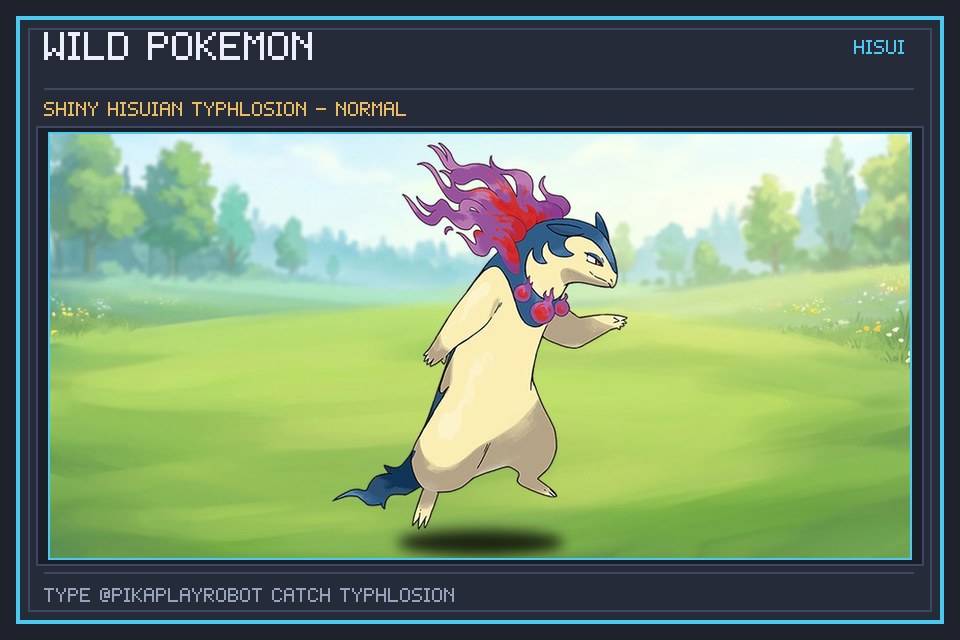 WILD POKEMON
HISUI
SHINY HISUIAN TYPHLOSION - NORMAL
TYPE @PIKAPLAYROBOT CATCH TYPHLOSION